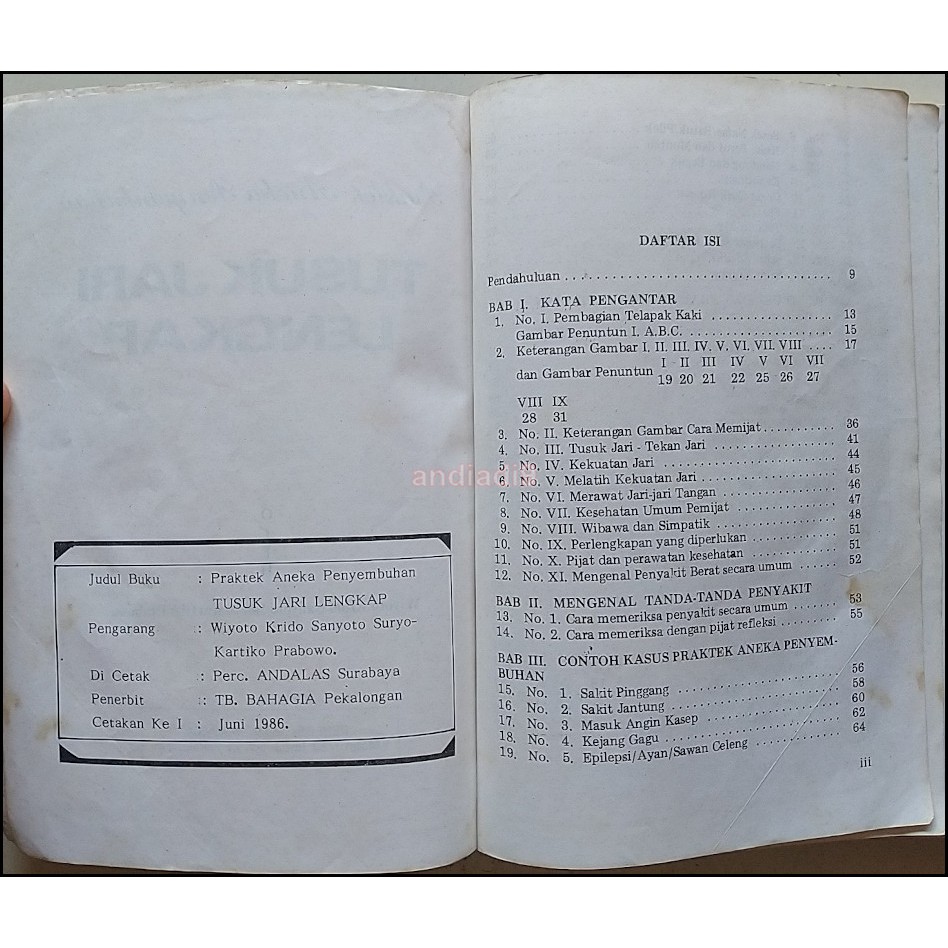 Judul Buku : Praktek Aneka Penyembuhan
TUSUK JARI LENGKAP
Pengarang : Wiyoto Krido Sanyoto Suryo-
Kartiko Prabowo.
Di Cetak : Perc. ANDALAS Surabaya
Penerbit : TB. BAHAGIA Pekalongan
Cetakan Ke I : Juni 1986.
andiadi
DAFTAR ISI
Pendahuluan . . . . . . . . . . . . . . . . . . . . 9
BAB I. KATA PENGANTAR
1. No. I. Pembagian Telapak Kaki . . . . . . . . . . 13
Gambar Penuntun I. A.B.C. . . . . . . . . . . . 15
2. Keterangan Gambar I, II. III. IV. V. VI. VII. VIII . . . . 17
dan Gambar Penuntun I II III IV V VI VII
19 20 21 22 25 26 27
VIII IX
28 31
3. No. II. Keterangan Gambar Cara Memijat . . . . . . . . 36
4. No. III. Tusuk Jari - Tekan Jari . . . . . . . . . . 41
5. No. IV. Kekuatan Jari . . . . . . . . . . 44
6. No. V. Melatih Kekuatan Jari . . . . . . . . . . 45
7. No. VI. Merawat Jari-jari Tangan . . . . . . . . . . 46
8. No. VII. Kesehatan Umum Pemijat . . . . . . . . . . 47
9. No. VIII. Wibawa dan Simpatik . . . . . . . . . . 48
10. No. IX. Perlengkapan yang diperlukan . . . . . . . . 51
11. No. X. Pijat dan perawatan kesehatan . . . . . . . . 51
12. No. XI. Mengenal Penyakit Berat secara umum . . . . 52
BAB II. MENGENAL TANDA-TANDA PENYAKIT
13. No. 1. Cara memeriksa penyakit secara umum . . . . 53
14. No. 2. Cara memeriksa dengan pijat refleksi . . . . 55
BAB III. CONTOH KASUS PRAKTEK ANEKA PENYEM-
BUHAN
15. No. 1. Sakit Pinggang . . . . . . . . . . 56
16. No. 2. Sakit Jantung . . . . . . . . . . 58
17. No. 3. Masuk Angin Kasep . . . . . . . . . . 60
18. No. 4. Kejang Gagu . . . . . . . . . . 62
19. No. 5. Epilepsi/Ayan/Sawan Celeng . . . . . . . . 64
iii